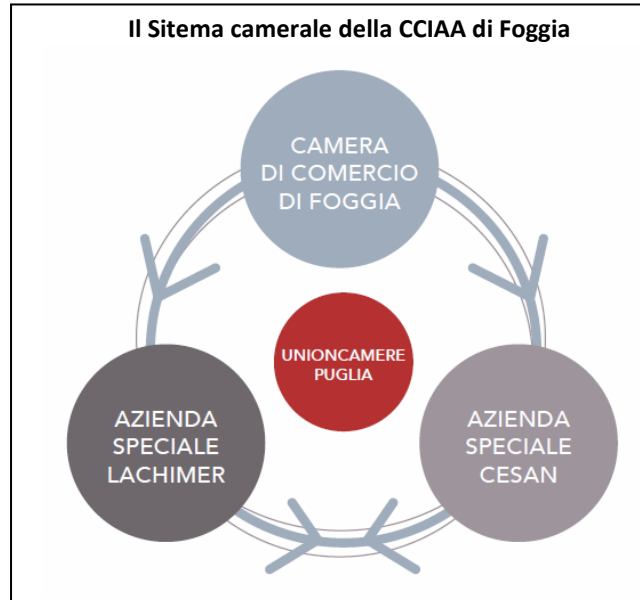 Il Sitema camerale della CCIAA di Foggia
CAMERA
DI COMERCIO
DI FOGGIA
UNIONCAMERE
PUGLIA
AZIENDA
SPECIALE
LACHIMER
AZIENDA
SPECIALE
CESAN